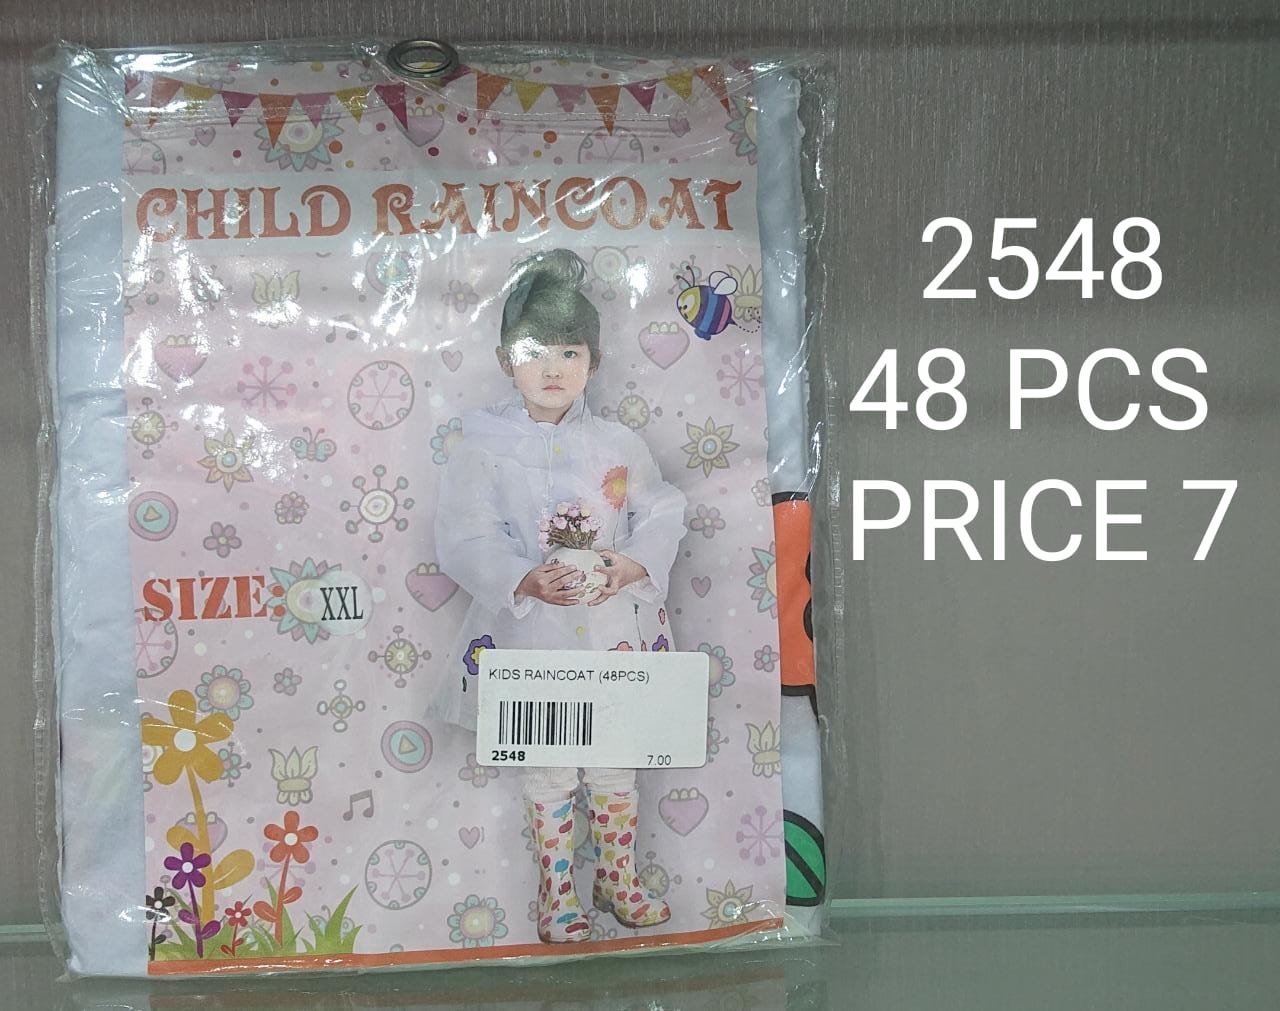 CHILD RAINCOAT
SIZE: XXL
KIDS RAINCOAT (48PCS)
2548
7.00
2548
48 PCS
PRICE 7